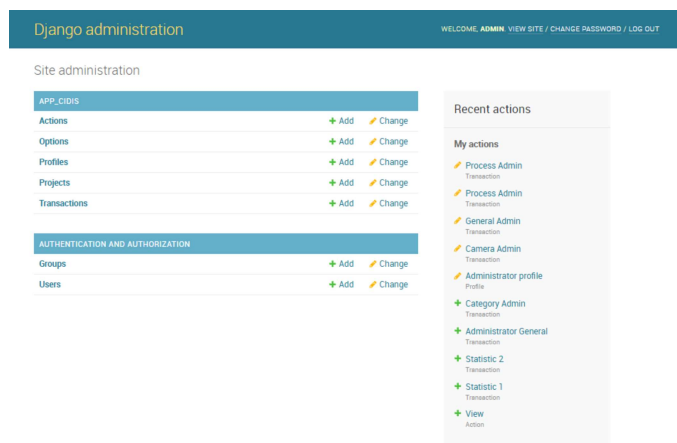 Django administration
WELCOME, ADMIN. VIEW SITE / CHANGE PASSWORD / LOG OUT
Site administration
APP_CIDIS
Actions + Add Change
Options + Add Change
Profiles + Add Change
Projects + Add Change
Transactions + Add Change
AUTHENTICATION AND AUTHORIZATION
Groups + Add Change
Users + Add Change
Recent actions
My actions
Process Admin
Transaction
Process Admin
Transaction
General Admin
Transaction
Camera Admin
Transaction
Administrator profile
Profile
+ Category Admin
Transaction
+ Administrator General
Transaction
+ Statistic 2
Transaction
+ Statistic 1
Transaction
+ View
Action